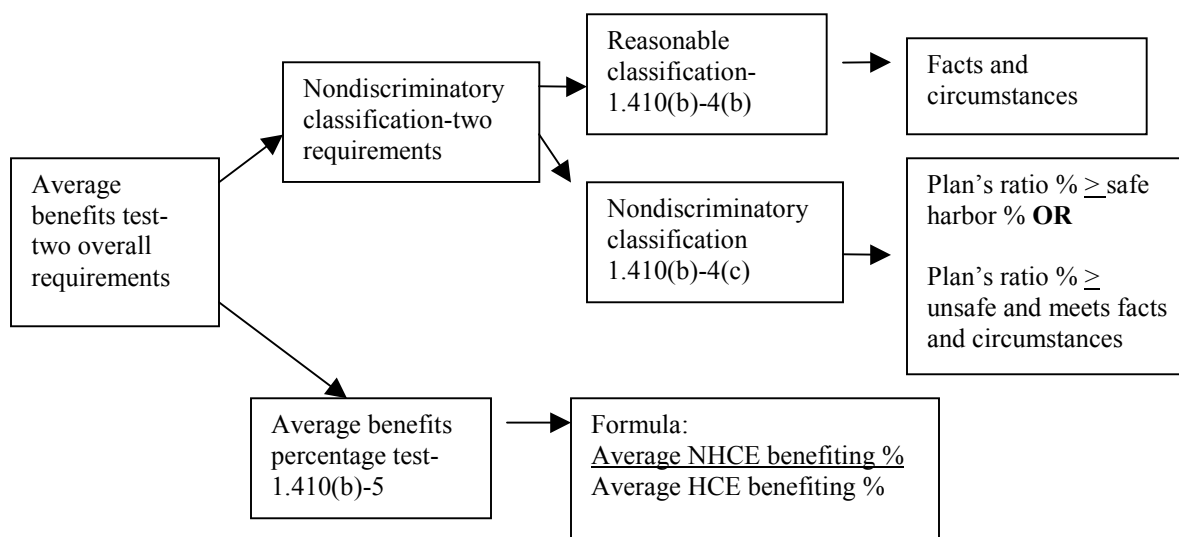 Average
benefits test-
two overall
requirements
Nondiscriminatory
classification-two
requirements
Reasonable
classification-
1.410(b)-4(b)
Facts and
circumstances
Nondiscriminatory
classification
1.410(b)-4(c)
Plan’s ratio % > safe
harbor % OR
Plan’s ratio % >
unsafe and meets facts
and circumstances
Average benefits
percentage test-
1.410(b)-5
Formula:
Average NHCE benefiting %
Average HCE benefiting %